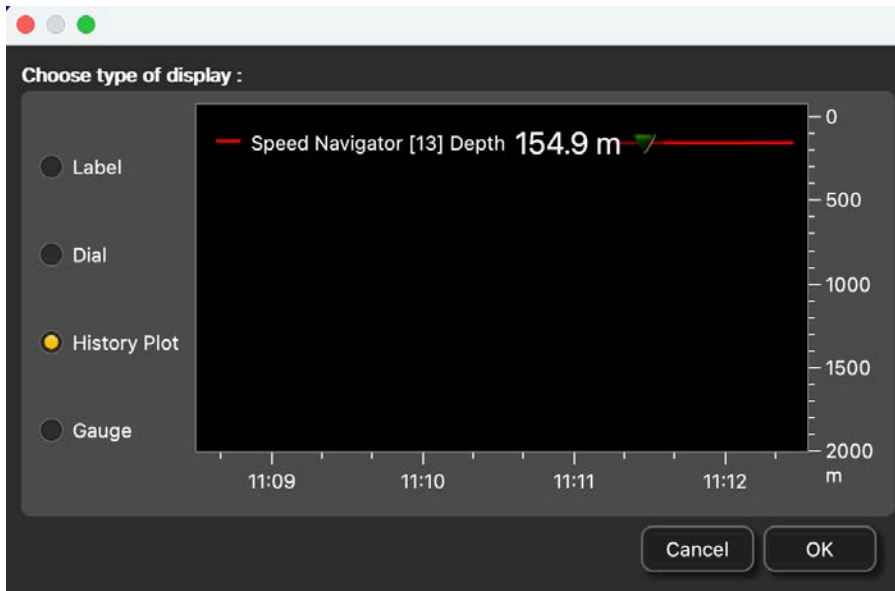 Choose type of display :
Speed Navigator [13] Depth 154.9 m
Label
Dial
History Plot
Gauge
0
500
1000
1500
2000
m
11:09 11:10 11:11 11:12
Cancel OK